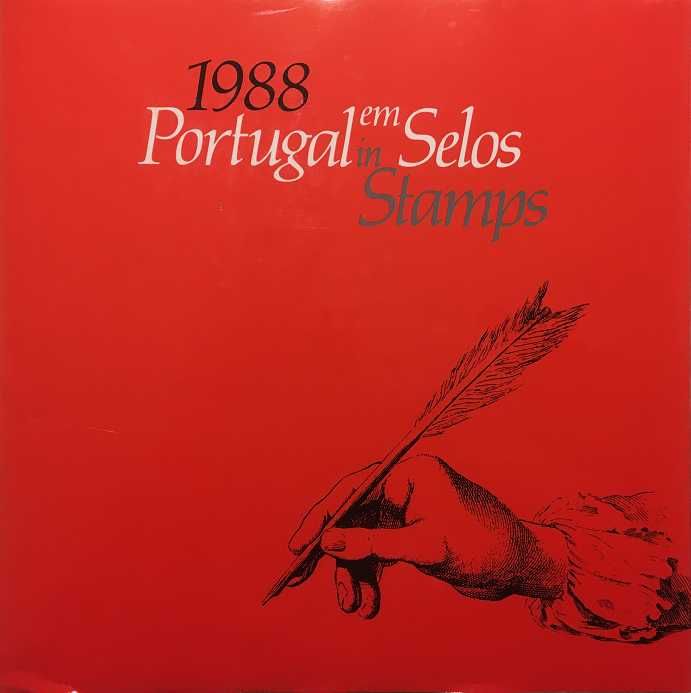 1988
Portugal em Selos
in
Stamps